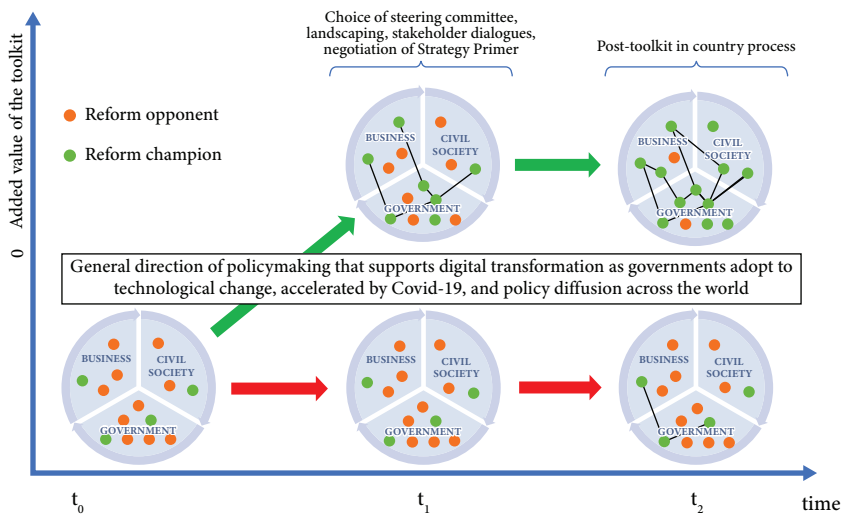 Choice of steering committee,
landscaping, stakeholder dialogues,
negotiation of Strategy Primer
Post-toolkit in country process
0 Added value of the toolkit
Reform opponent
Reform champion
BUSINESS
CIVIL
SOCIETY
GOVERNMENT
BUSINESS
CIVIL
SOCIETY
GOVERNMENT
General direction of policymaking that supports digital transformation as governments adopt to
technological change, accelerated by Covid-19, and policy diffusion across the world
BUSINESS
CIVIL
SOCIETY
GOVERNMENT
BUSINESS
CIVIL
SOCIETY
GOVERNMENT
BUSINESS
CIVIL
SOCIETY
GOVERNMENT
t0
t1
t2
time